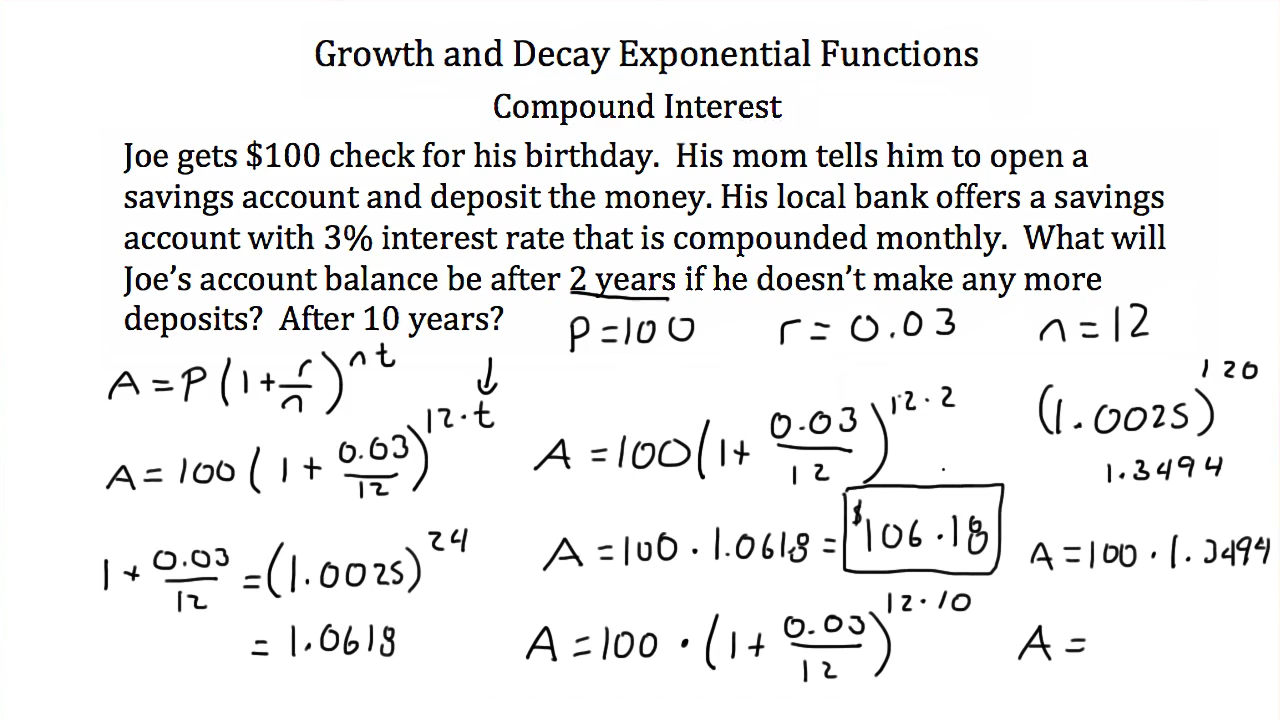 Growth and Decay Exponential Functions
Compound Interest
Joe gets $100 check for his birthday. His mom tells him to open a
savings account and deposit the money. His local bank offers a savings
account with 3% interest rate that is compounded monthly. What will
Joe's account balance be after 2 years if he doesn't make any more
deposits? After 10 years?
P=100 r=0.03 n=12
A=P(1+r/n)^nt
A=100(1+0.03/12)^12·t
1+0.03/12=(1.0025)^24
=1.0618
A=100(1+0.03/12)^12·2
A=100·1.0618=$106.18
A=100·(1+0.03/12)^12·10
(1.0025)^120
1.3494
A=100·1.3494
A=